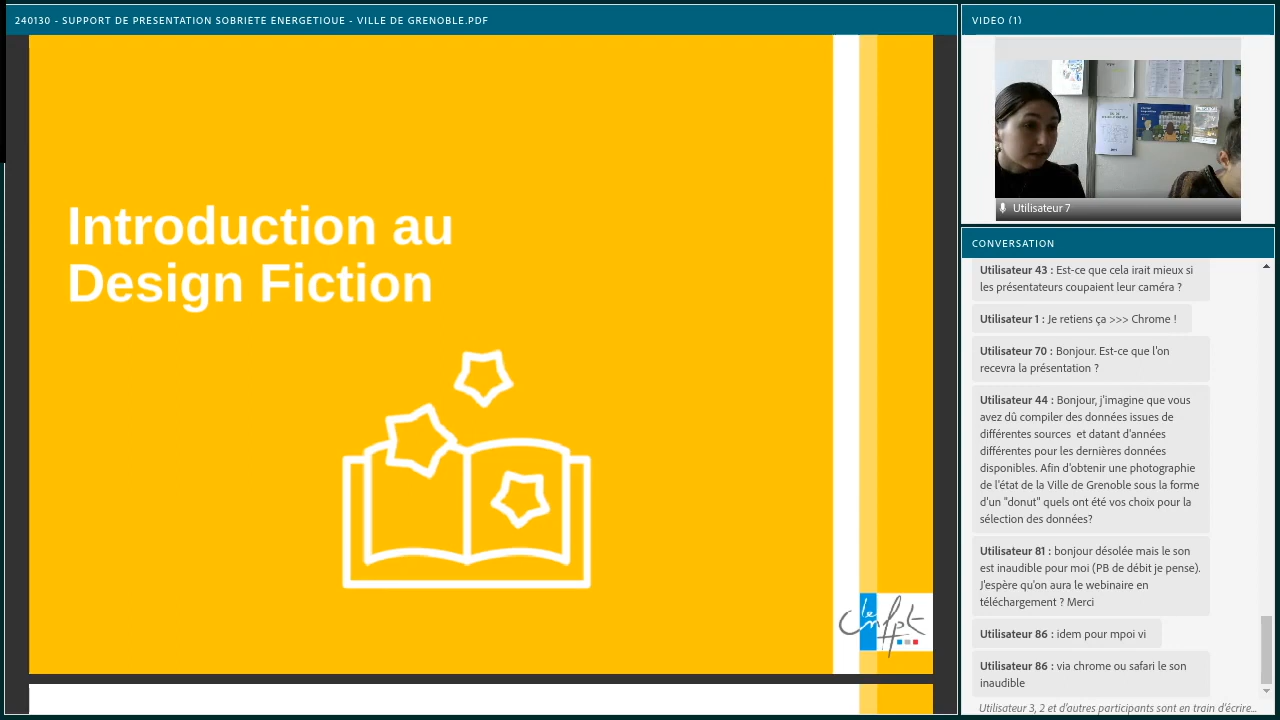 240130 - SUPPORT DE PRÉSENTATION SOBRIÉTÉ ÉNERGÉTIQUE - VILLE DE GRENOBLE.PDF
Introduction au
Design Fiction
le cnfpt
VIDÉO (1)
Utilisateur 7
CONVERSATION
Utilisateur 43 : Est-ce que cela irait mieux si
les présentateurs coupaient leur caméra ?
Utilisateur 1 : Je retiens ça >>> Chrome !
Utilisateur 70 : Bonjour. Est-ce que l'on
recevra la présentation ?
Utilisateur 44 : Bonjour, j'imagine que vous
avez dû compiler des données issues de
différentes sources et datant d'années
différentes pour les dernières données
disponibles. Afin d'obtenir une photographie
de l'état de la Ville de Grenoble sous la forme
d'un "donut" quels ont été vos choix pour la
sélection des données?
Utilisateur 81 : bonjour désolée mais le son
est inaudible pour moi (PB de débit je pense).
J'espère qu'on aura le webinaire en
téléchargement ? Merci
Utilisateur 86 : idem pour mpoi vi
Utilisateur 86 : via chrome ou safari le son
inaudible
Utilisateur 3, 2 et d'autres participants sont en train d'écrire...